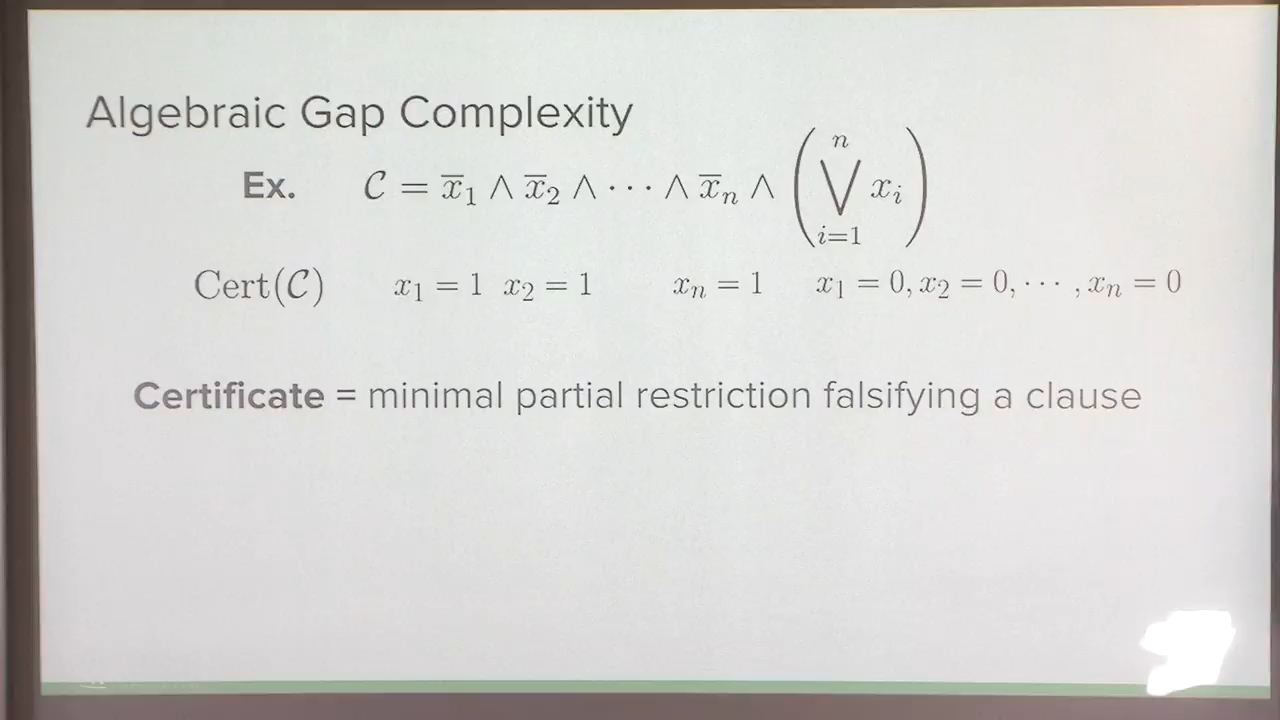 Algebraic Gap Complexity
Ex. 𝒞 = x̅₁ ∧ x̅₂ ∧ ⋯ ∧ x̅ₙ ∧ (⋁ᵢ₌₁ⁿ xᵢ)
Cert(𝒞) x₁ = 1 x₂ = 1 xₙ = 1 x₁ = 0, x₂ = 0, ⋯ , xₙ = 0
Certificate = minimal partial restriction falsifying a clause